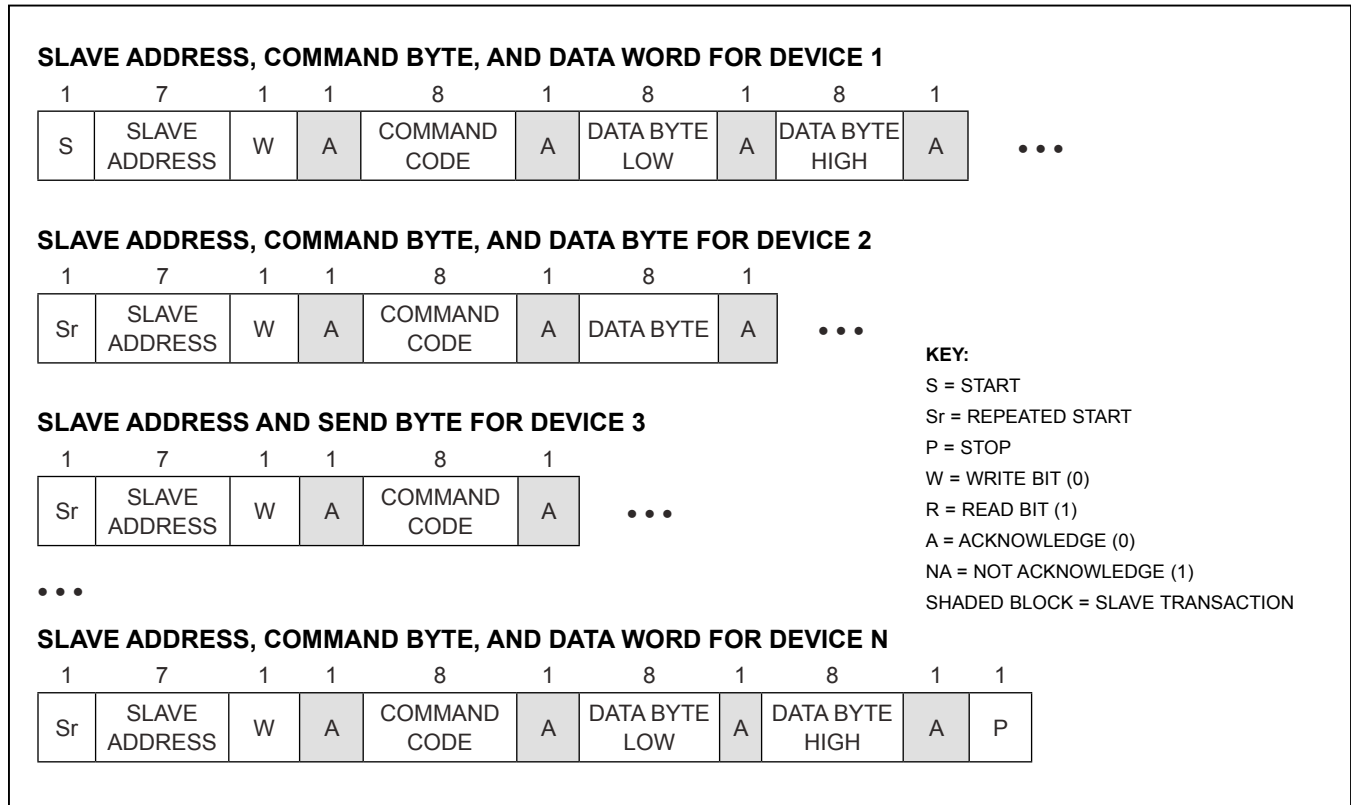 SLAVE ADDRESS, COMMAND BYTE, AND DATA WORD FOR DEVICE 1
1 7 1 1 8 1 8 1 8 1
S SLAVE ADDRESS W A COMMAND CODE A DATA BYTE LOW A DATA BYTE HIGH A •••
SLAVE ADDRESS, COMMAND BYTE, AND DATA BYTE FOR DEVICE 2
1 7 1 1 8 1 8 1
Sr SLAVE ADDRESS W A COMMAND CODE A DATA BYTE A •••
SLAVE ADDRESS AND SEND BYTE FOR DEVICE 3
1 7 1 1 8 1
Sr SLAVE ADDRESS W A COMMAND CODE A •••
•••
SLAVE ADDRESS, COMMAND BYTE, AND DATA WORD FOR DEVICE N
1 7 1 1 8 1 8 1 8 1 1
Sr SLAVE ADDRESS W A COMMAND CODE A DATA BYTE LOW A DATA BYTE HIGH A P
KEY:
S = START
Sr = REPEATED START
P = STOP
W = WRITE BIT (0)
R = READ BIT (1)
A = ACKNOWLEDGE (0)
NA = NOT ACKNOWLEDGE (1)
SHADED BLOCK = SLAVE TRANSACTION